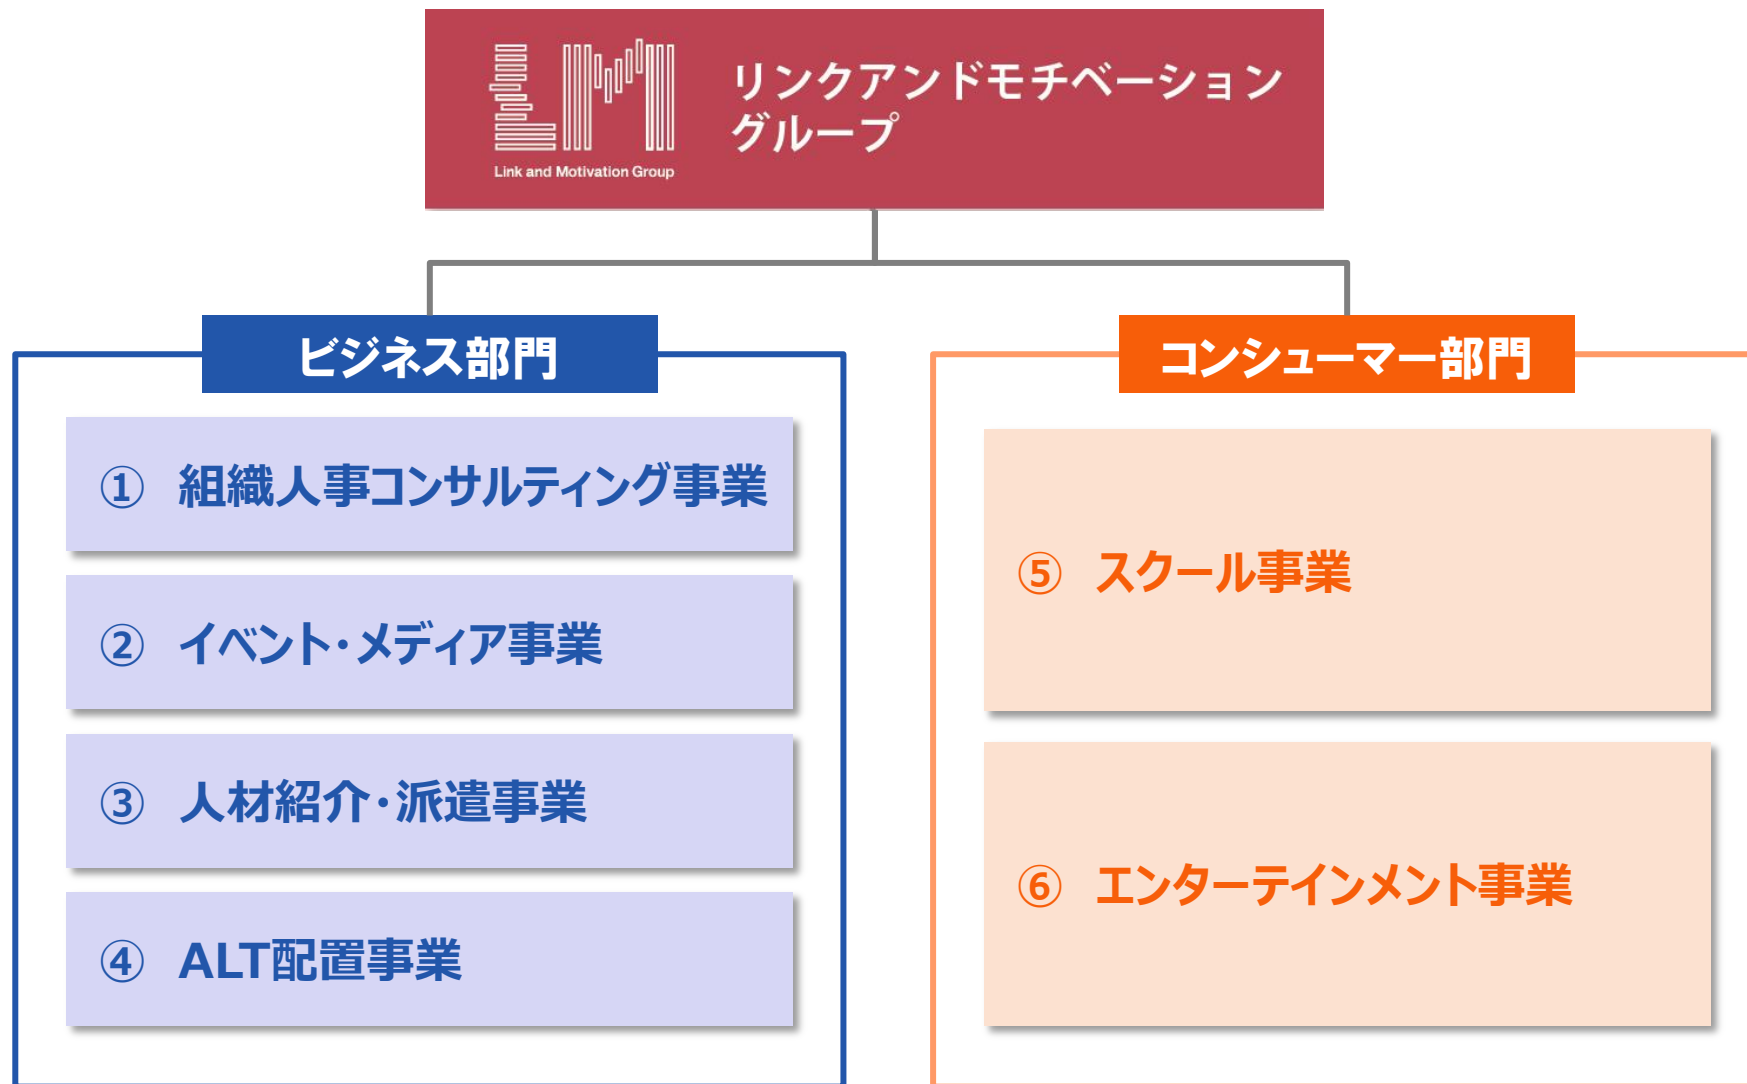 LM
Link and Motivation Group
リンクアンドモチベーション
グループ
ビジネス部門
① 組織人事コンサルティング事業
② イベント・メディア事業
③ 人材紹介・派遣事業
④ ALT配置事業
コンシューマー部門
⑤ スクール事業
⑥ エンターテインメント事業